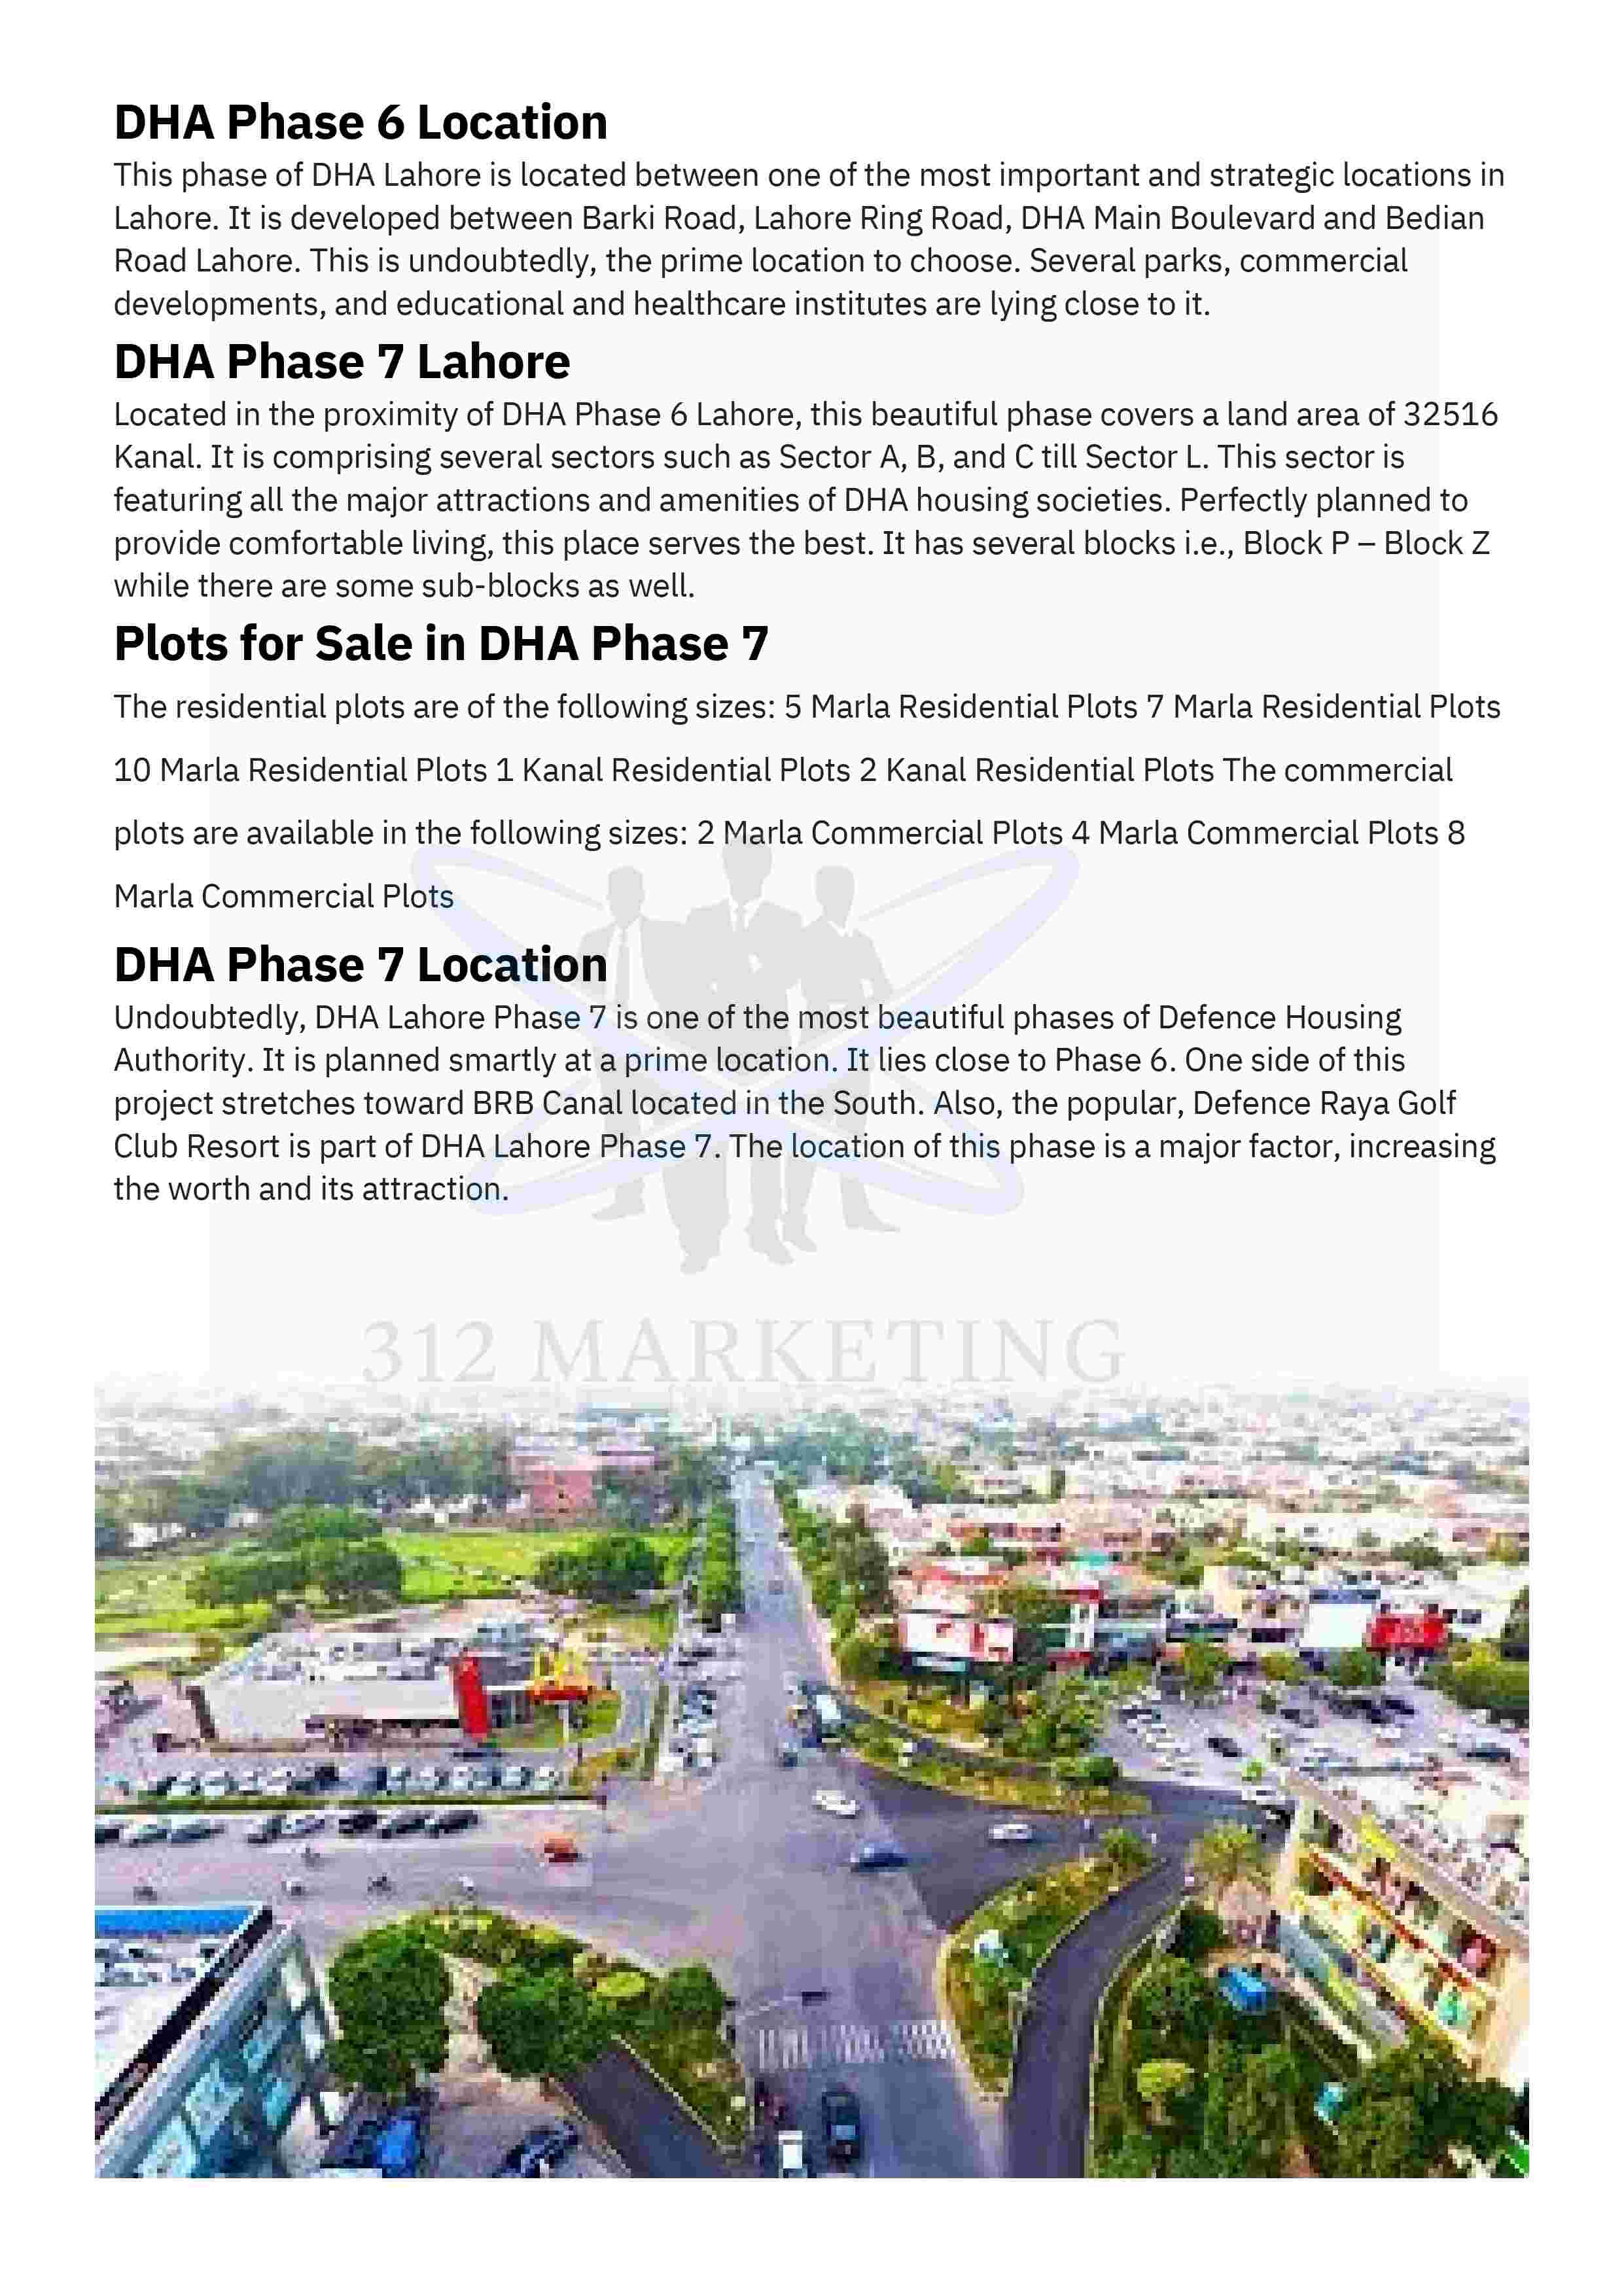 DHA Phase 6 Location
This phase of DHA Lahore is located between one of the most important and strategic locations in
Lahore. It is developed between Barki Road, Lahore Ring Road, DHA Main Boulevard and Bedian
Road Lahore. This is undoubtedly, the prime location to choose. Several parks, commercial
developments, and educational and healthcare institutes are lying close to it.
DHA Phase 7 Lahore
Located in the proximity of DHA Phase 6 Lahore, this beautiful phase covers a land area of 32516
Kanal. It is comprising several sectors such as Sector A, B, and C till Sector L. This sector is
featuring all the major attractions and amenities of DHA housing societies. Perfectly planned to
provide comfortable living, this place serves the best. It has several blocks i.e., Block P – Block Z
while there are some sub-blocks as well.
Plots for Sale in DHA Phase 7
The residential plots are of the following sizes: 5 Marla Residential Plots 7 Marla Residential Plots
10 Marla Residential Plots 1 Kanal Residential Plots 2 Kanal Residential Plots The commercial
plots are available in the following sizes: 2 Marla Commercial Plots 4 Marla Commercial Plots 8
Marla Commercial Plots
DHA Phase 7 Location
Undoubtedly, DHA Lahore Phase 7 is one of the most beautiful phases of Defence Housing
Authority. It is planned smartly at a prime location. It lies close to Phase 6. One side of this
project stretches toward BRB Canal located in the South. Also, the popular, Defence Raya Golf
Club Resort is part of DHA Lahore Phase 7. The location of this phase is a major factor, increasing
the worth and its attraction.
312 MARKETING